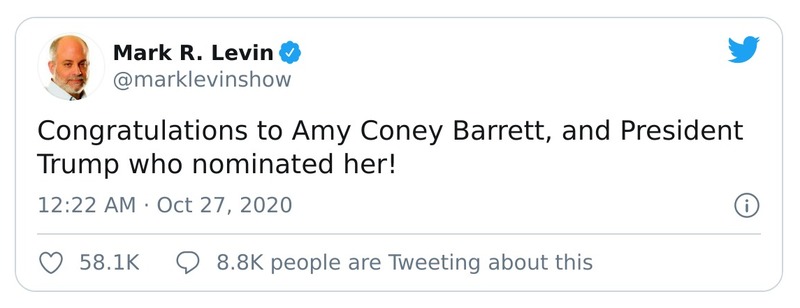 Mark R. Levin
@marklevinshow
Congratulations to Amy Coney Barrett, and President
Trump who nominated her!
12:22 AM · Oct 27, 2020
58.1K 8.8K people are Tweeting about this